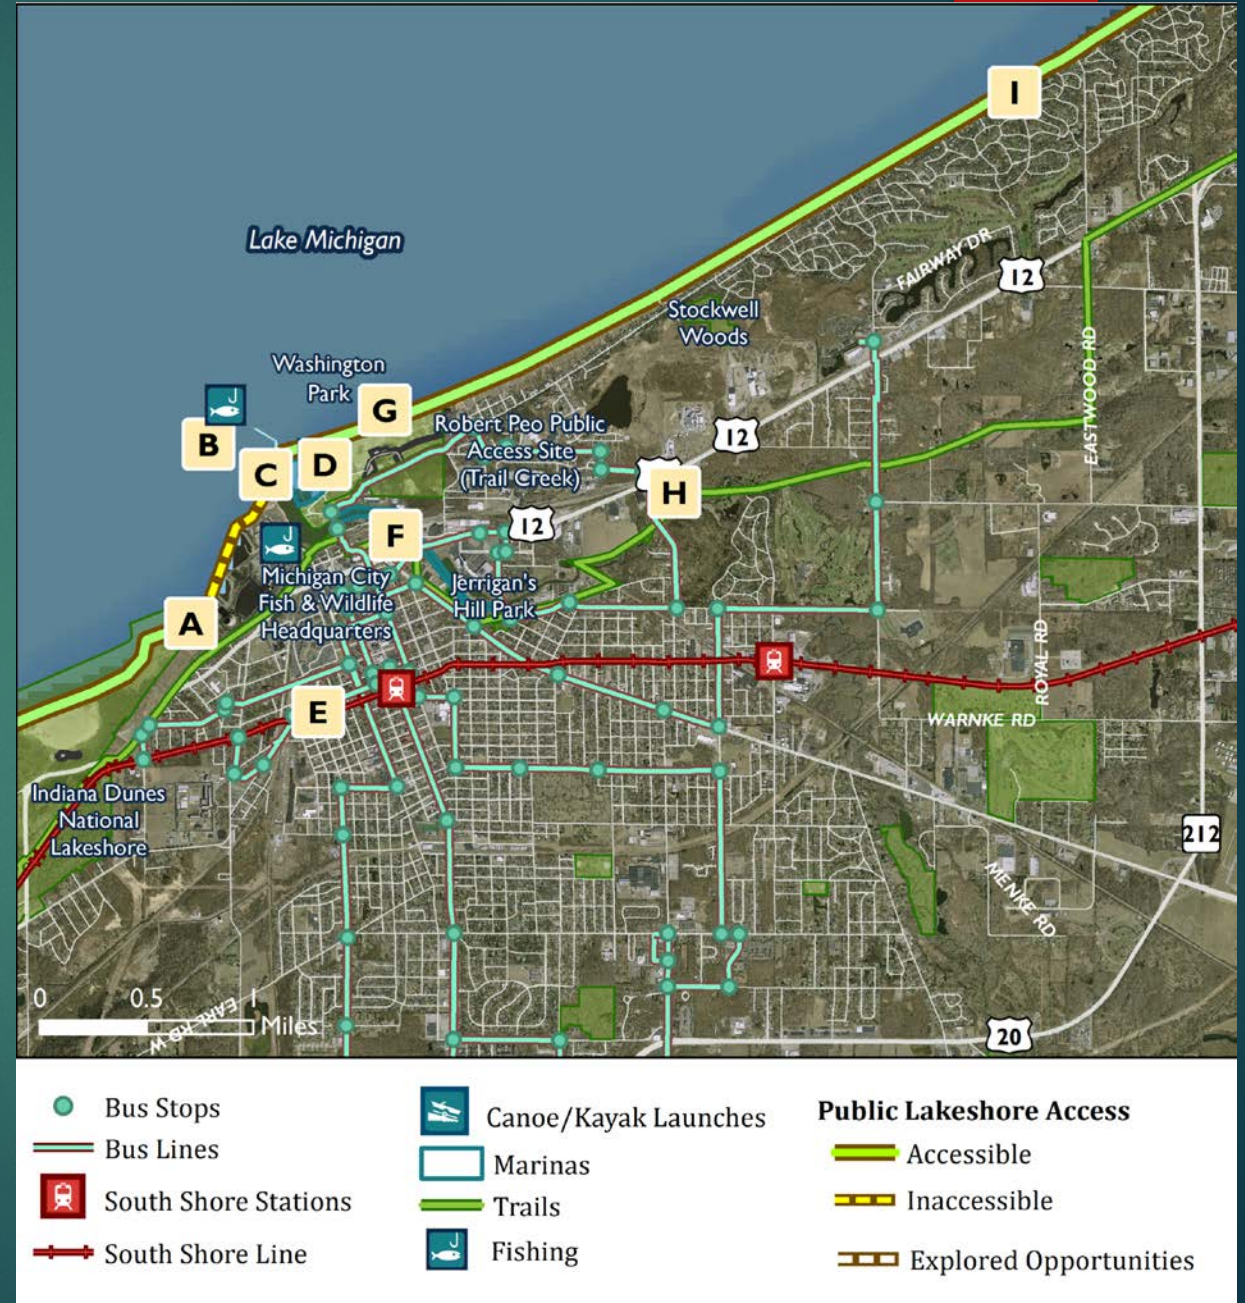 I
Lake Michigan
FAIRWAY DR
12
Stockwell
Woods
EASTWOOD RD
Washington
Park
G
B
Robert Peo Public
Access Site
(Trail Creek)
12
C
D
H
12
F
Michigan City
Fish & Wildlife
Headquarters
Jerrigan's
Hill Park
A
ROYAL RD
E
WARNKE RD
Indiana Dunes
National
Lakeshore
212
MENKE RD
0 0.5 1
Miles
EARL RD W
20
Bus Stops
Bus Lines
South Shore Stations
South Shore Line
Canoe/Kayak Launches
Marinas
Trails
Fishing
Public Lakeshore Access
Accessible
Inaccessible
Explored Opportunities